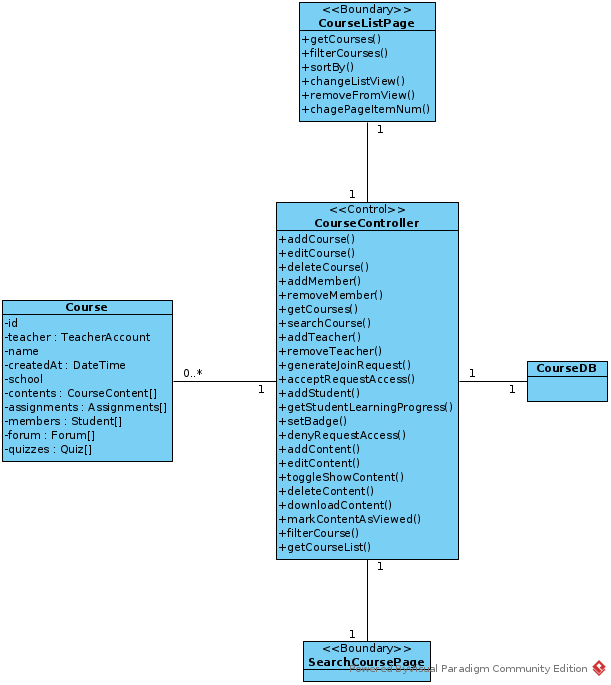 <<Boundary>>
CourseListPage
+getCourses()
+filterCourses()
+sortBy()
+changeListView()
+removeFromView()
+chagePageItemNum()
1
1
<<Control>>
CourseController
+addCourse()
+editCourse()
+deleteCourse()
+addMember()
+removeMember()
+getCourses()
+searchCourse()
+addTeacher()
+removeTeacher()
+generateJoinRequest()
+acceptRequestAccess()
+addStudent()
+getStudentLearningProgress()
+setBadge()
+denyRequestAccess()
+addContent()
+editContent()
+toggleShowContent()
+deleteContent()
+downloadContent()
+markContentAsViewed()
+filterCourse()
+getCourseList()
Course
-id
-teacher : TeacherAccount
-name
-createdAt : DateTime
-school
-contents : CourseContent[]
-assignments : Assignments[]
-members : Student[]
-forum : Forum[]
-quizzes : Quiz[]
0..*
1
1
1
CourseDB
1
1
<<Boundary>>
SearchCoursePage
Powered By Visual Paradigm Community Edition